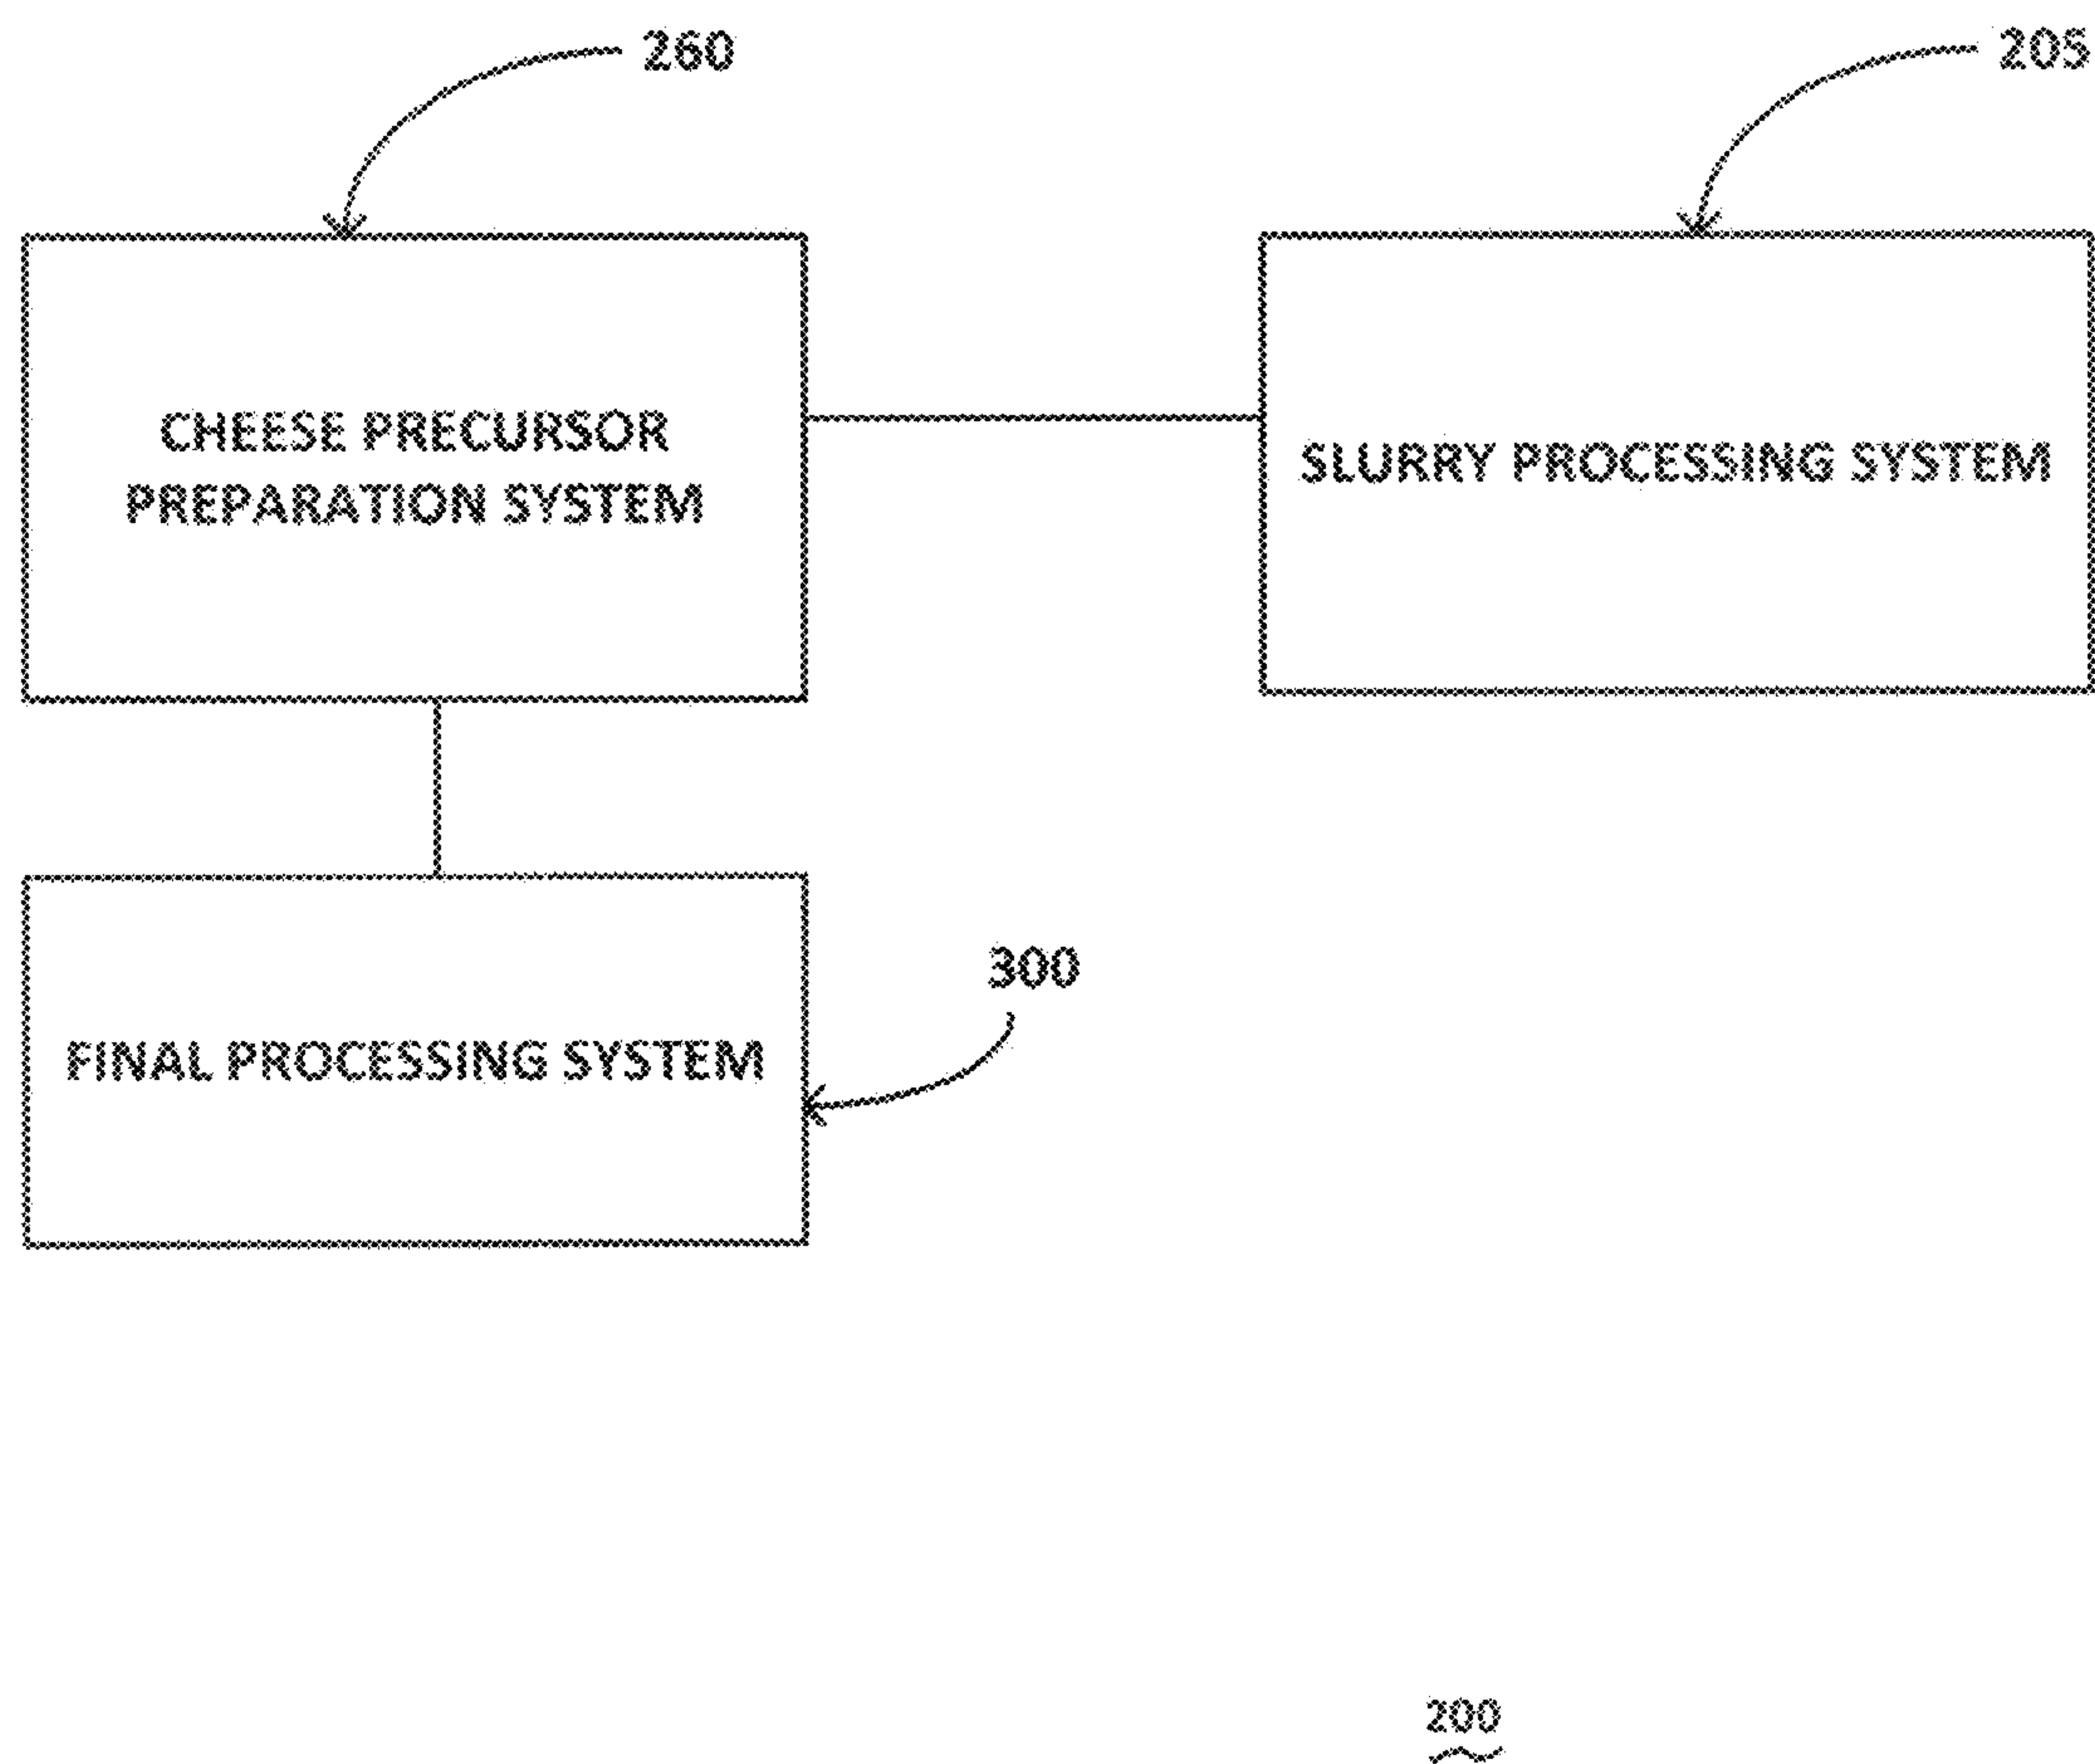 260
205
CHEESE PRECURSOR
PREPARATION SYSTEM
SLURRY PROCESSING SYSTEM
300
FINAL PROCESSING SYSTEM
200